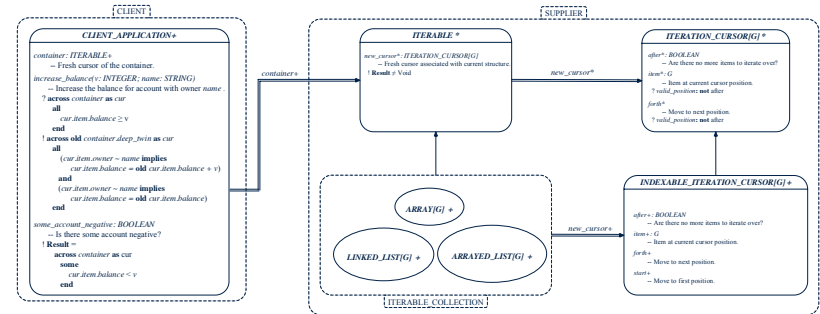 CLIENT
CLIENT_APPLICATION+
container: ITERABLE+
-- Fresh cursor of the container.
increase_balance(v: INTEGER; name: STRING)
-- Increase the balance for account with owner name .
? across container as cur
all
cur.item.balance ≥ v
end
! across old container.deep_twin as cur
all
(cur.item.owner ~ name implies
cur.item.balance = old cur.item.balance + v)
and
(cur.item.owner ~ name implies
cur.item.balance = old cur.item.balance)
end
some_account_negative: BOOLEAN
-- Is there some account negative?
! Result =
across container as cur
some
cur.item.balance < v
end
container+
SUPPLIER
ITERABLE *
new_cursor*: ITERATION_CURSOR[G]
-- Fresh cursor associated with current structure.
! Result ≠ Void
new_cursor*
ITERATION_CURSOR[G] *
after*: BOOLEAN
-- Are there no more items to iterate over?
item*: G
-- Item at current cursor position.
? valid_position: not after
forth*
-- Move to next position.
? valid_position: not after
ARRAY[G] +
LINKED_LIST[G] +
ARRAYED_LIST[G] +
ITERABLE_COLLECTION
new_cursor+
INDEXABLE_ITERATION_CURSOR[G] +
after+: BOOLEAN
-- Are there no more items to iterate over?
item+: G
-- Item at current cursor position.
forth+
-- Move to next position.
start+
-- Move to first position.